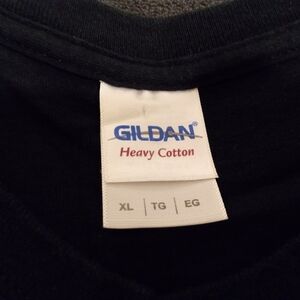 GILDAN®
Heavy Cotton
XL | TG | EG